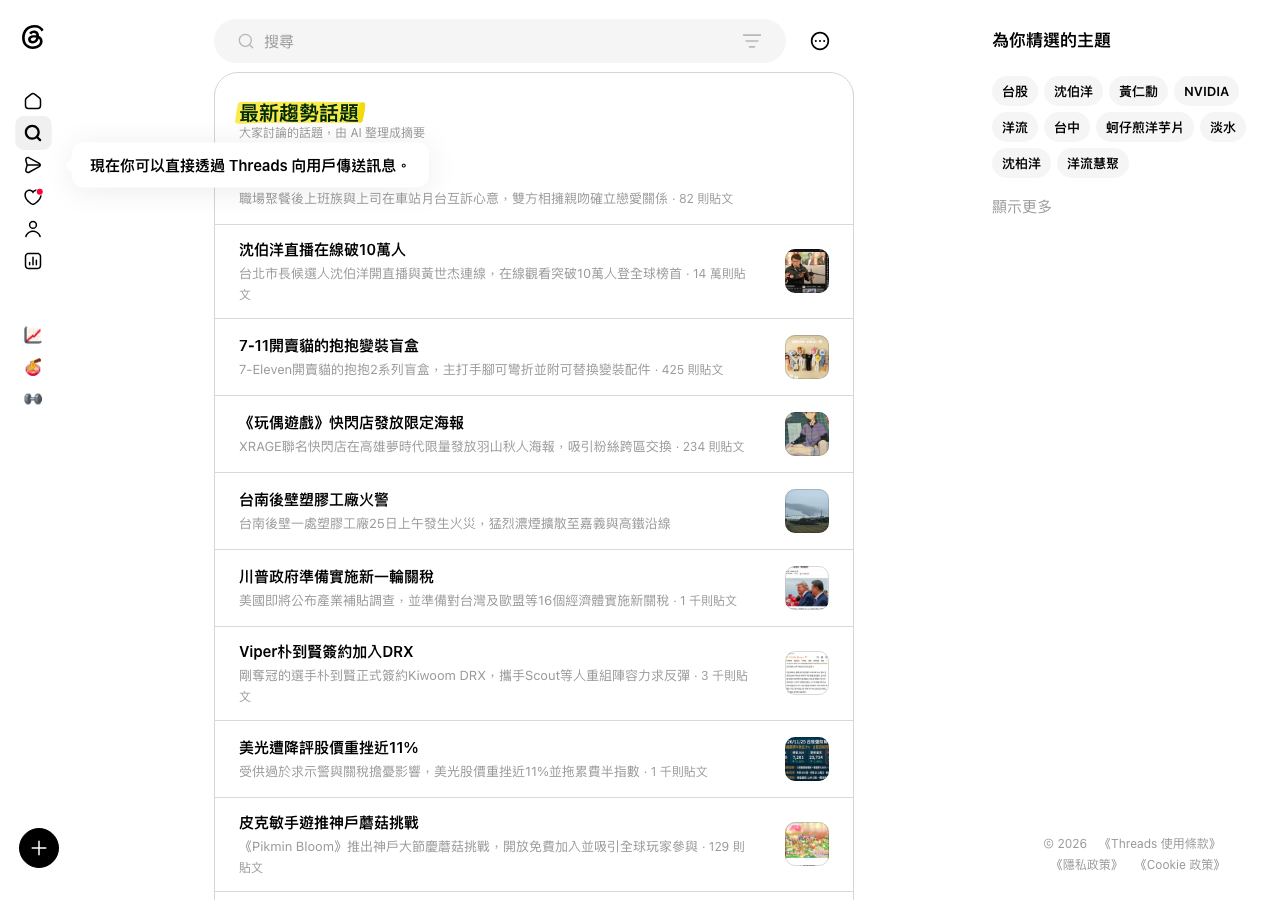 搜尋
最新趨勢話題
大家討論的話題，由 AI 整理成摘要
現在你可以直接透過 Threads 向用戶傳送訊息。
職場聚餐後上班族與上司在車站月台互訴心意，雙方相擁親吻確立戀愛關係 · 82 則貼文
沈伯洋直播在線破10萬人
台北市長候選人沈伯洋開直播與黃世杰連線，在線觀看突破10萬人登全球榜首 · 14 萬則貼
文
7-11開賣貓的抱抱變裝盲盒
7-Eleven開賣貓的抱抱2系列盲盒，主打手腳可彎折並附可替換變裝配件 · 425 則貼文
《玩偶遊戲》快閃店發放限定海報
XRAGE聯名快閃店在高雄夢時代限量發放羽山秋人海報，吸引粉絲跨區交換 · 234 則貼文
台南後壁塑膠工廠火警
台南後壁一處塑膠工廠25日上午發生火災，猛烈濃煙擴散至嘉義與高鐵沿線
川普政府準備實施新一輪關稅
美國即將公布產業補貼調查，並準備對台灣及歐盟等16個經濟體實施新關稅 · 1 千則貼文
Viper朴到賢簽約加入DRX
剛奪冠的選手朴到賢正式簽約Kiwoom DRX，攜手Scout等人重組陣容力求反彈 · 3 千則貼
文
美光遭降評股價重挫近11%
受供過於求示警與關稅擔憂影響，美光股價重挫近11%並拖累費半指數 · 1 千則貼文
皮克敏手遊推神戶蘑菇挑戰
《Pikmin Bloom》推出神戶大節慶蘑菇挑戰，開放免費加入並吸引全球玩家參與 · 129 則
貼文
為你精選的主題
台股 沈伯洋 黃仁勳 NVIDIA
洋流 台中 蚵仔煎洋芋片 淡水
沈柏洋 洋流慧聚
顯示更多
© 2026 《Threads 使用條款》
《隱私政策》 《Cookie 政策》